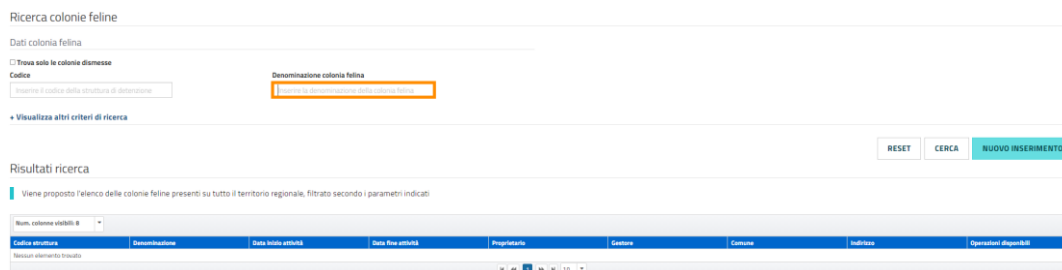 Ricerca colonie feline
Dati colonia felina
Trova solo le colonie dismesse
Codice Denominazione colonia felina
Inserire il codice della struttura di detenzione Inserire la denominazione della colonia felina
+ Visualizza altri criteri di ricerca
RESET CERCA NUOVO INSERIMENTO
Risultati ricerca
Viene proposto l'elenco delle colonie feline presenti su tutto il territorio regionale, filtrato secondo i parametri indicati
Num. colonne visibili: 8
Codice struttura Denominazione Data inizio attività Data fine attività Proprietario Gestore Comune Indirizzo Operazioni disponibili
Nessun elemento trovato
1 10